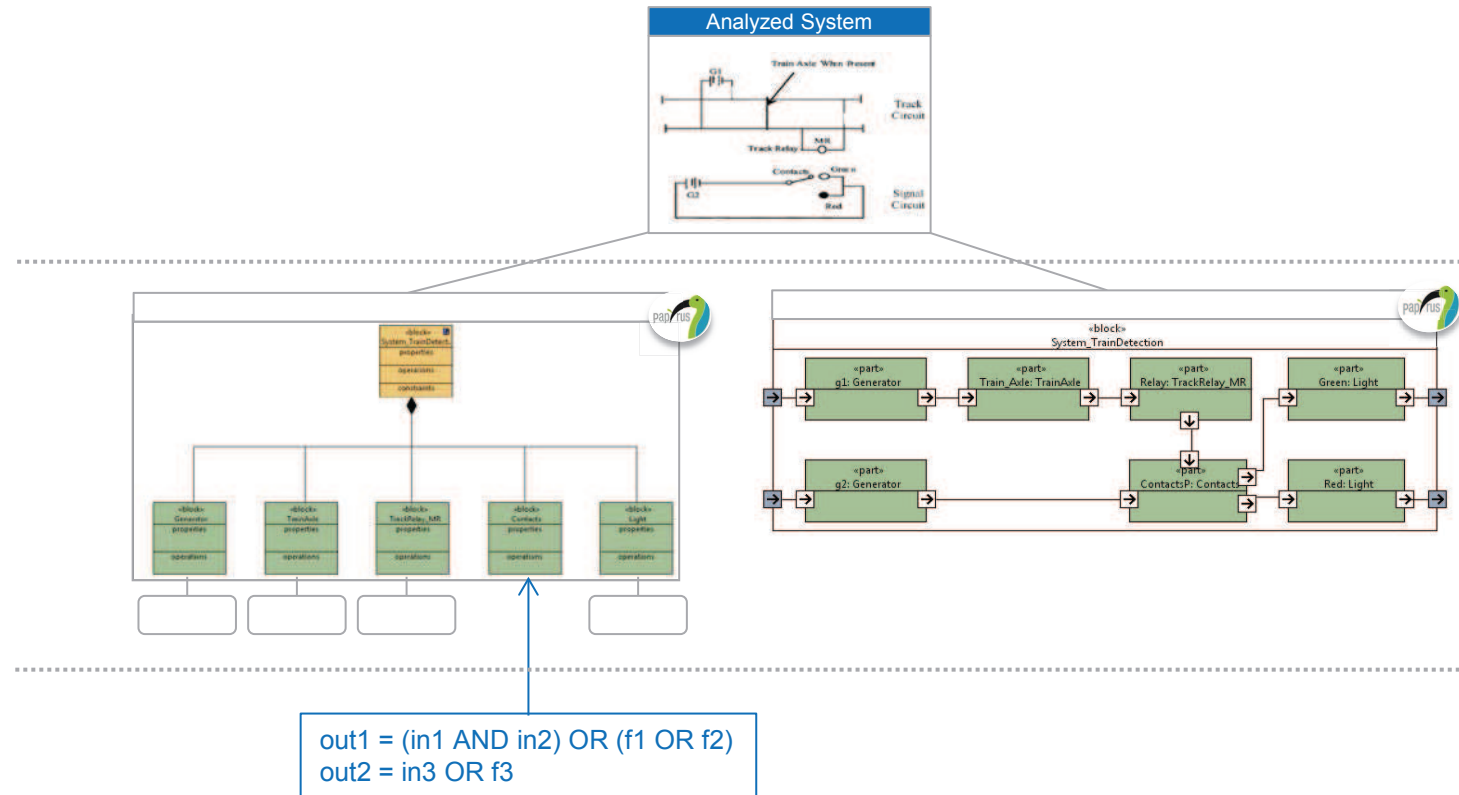 Analyzed System
G1
Train Axle When Present
Track
Circuit
MR
Track Relay
Contacts
Green
G2
Signal
Circuit
Red
papyrus
«block»
System_TrainDetect...
properties
operations
constraints
«block»
Generator
properties
operations
«block»
TrainAxle
properties
operations
«block»
TrackRelay_MR
properties
operations
«block»
Contacts
properties
operations
«block»
Light
properties
operations
papyrus
«block»
System_TrainDetection
«part»
g1: Generator
«part»
Train_Axle: TrainAxle
«part»
Relay: TrackRelay_MR
«part»
Green: Light
«part»
g2: Generator
«part»
ContactsP: Contacts
«part»
Red: Light
out1 = (in1 AND in2) OR (f1 OR f2)
out2 = in3 OR f3